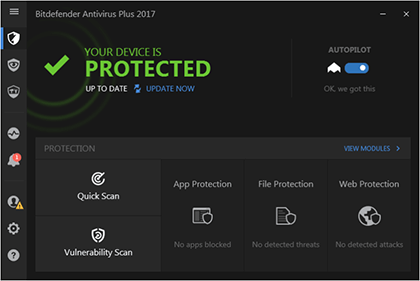 Bitdefender Antivirus Plus 2017
YOUR DEVICE IS
PROTECTED
UP TO DATE UPDATE NOW
AUTOPILOT
OK, we got this
1
PROTECTION
VIEW MODULES
Quick Scan
Vulnerability Scan
App Protection
No apps blocked
File Protection
No detected threats
Web Protection
No detected attacks